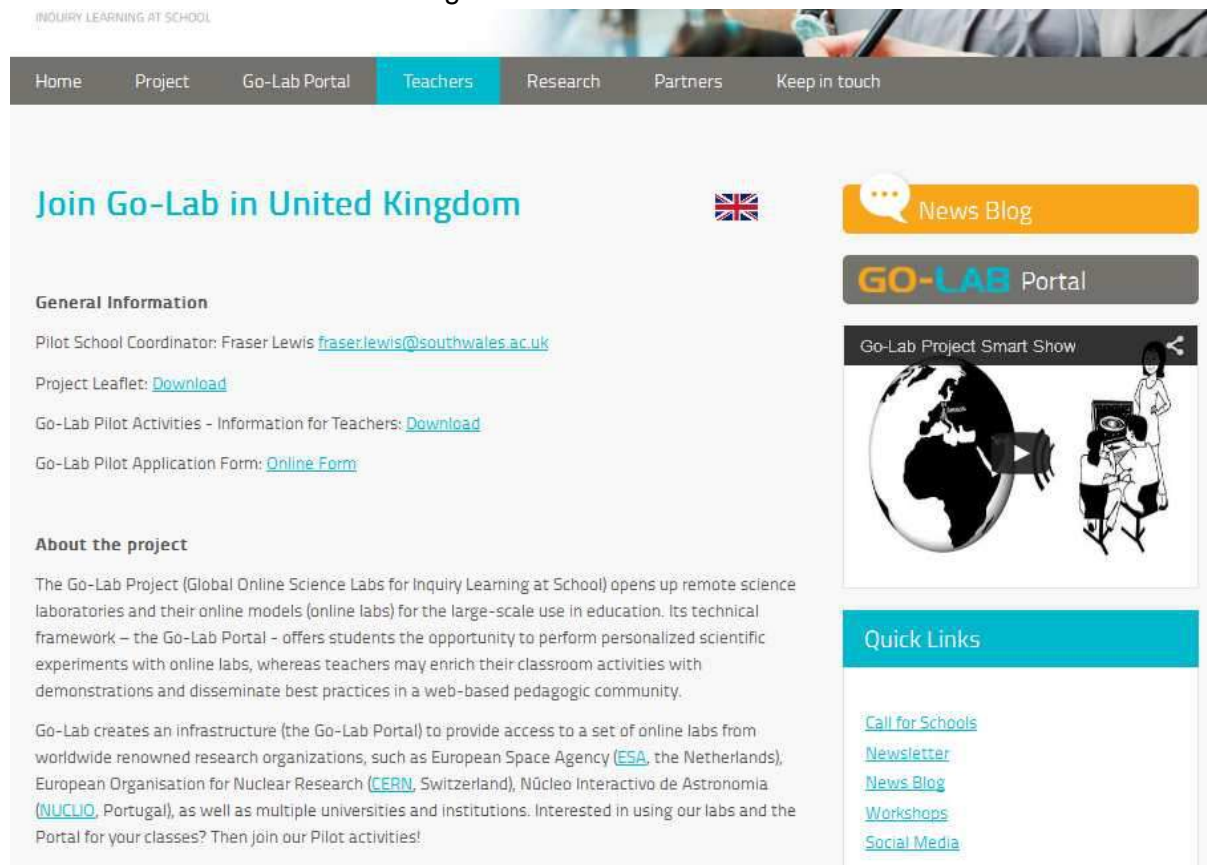 INQUIRY LEARNING AT SCHOOL
Home Project Go-Lab Portal Teachers Research Partners Keep in touch
Join Go-Lab in United Kingdom
General Information
Pilot School Coordinator: Fraser Lewis fraser.lewis@southwales.ac.uk
Project Leaflet: Download
Go-Lab Pilot Activities - Information for Teachers: Download
Go-Lab Pilot Application Form: Online Form
About the project
The Go-Lab Project (Global Online Science Labs for Inquiry Learning at School) opens up remote science
laboratories and their online models (online labs) for the large-scale use in education. Its technical
framework – the Go-Lab Portal - offers students the opportunity to perform personalized scientific
experiments with online labs, whereas teachers may enrich their classroom activities with
demonstrations and disseminate best practices in a web-based pedagogic community.
Go-Lab creates an infrastructure (the Go-Lab Portal) to provide access to a set of online labs from
worldwide renowned research organizations, such as European Space Agency (ESA, the Netherlands),
European Organisation for Nuclear Research (CERN, Switzerland), Núcleo Interactivo de Astronomia
(NUCLIO, Portugal), as well as multiple universities and institutions. Interested in using our labs and the
Portal for your classes? Then join our Pilot activities!
News Blog
GO-LAB Portal
Go-Lab Project Smart Show
Quick Links
Call for Schools
Newsletter
News Blog
Workshops
Social Media